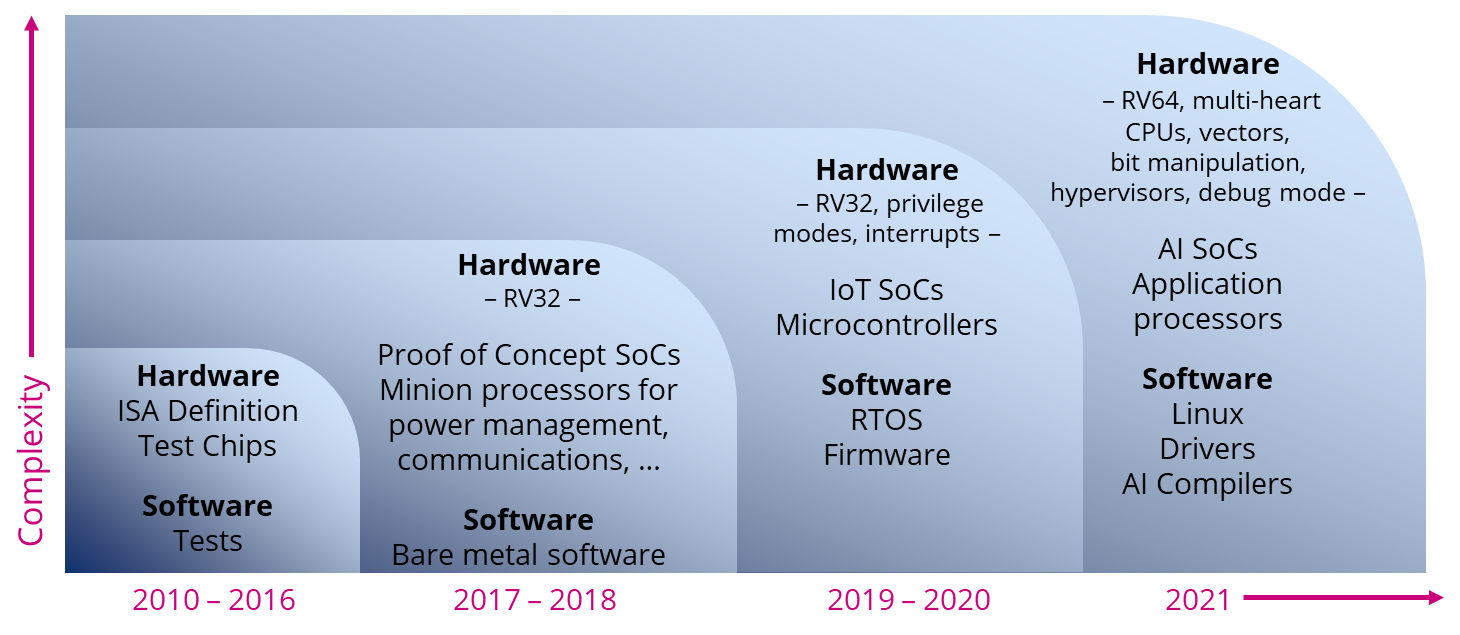 Complexity
Hardware
ISA Definition
Test Chips
Software
Tests
2010 – 2016
Hardware
– RV32 –
Proof of Concept SoCs
Minion processors for
power management,
communications, ...
Software
Bare metal software
2017 – 2018
Hardware
– RV32, privilege
modes, interrupts –
IoT SoCs
Microcontrollers
Software
RTOS
Firmware
2019 – 2020
Hardware
– RV64, multi-heart
CPUs, vectors,
bit manipulation,
hypervisors, debug mode –
AI SoCs
Application
processors
Software
Linux
Drivers
AI Compilers
2021